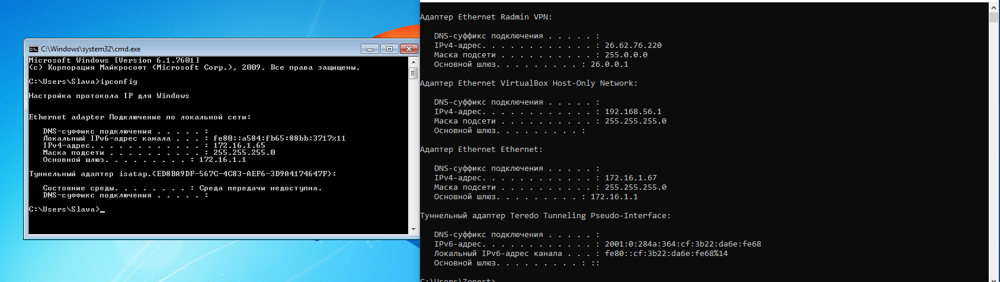 C:\Windows\system32\cmd.exe
Microsoft Windows [Version 6.1.7601]
(c) Корпорация Майкрософт (Microsoft Corp.), 2009. Все права защищены.
C:\Users\Slava>ipconfig
Настройка протокола IP для Windows
Ethernet adapter Подключение по локальной сети:
DNS-суффикс подключения . . . . . :
Локальный IPv6-адрес канала . . . : fe80::a584:fb65:88bb:3717%11
IPv4-адрес. . . . . . . . . . . . : 172.16.1.65
Маска подсети . . . . . . . . . . : 255.255.255.0
Основной шлюз. . . . . . . . . : 172.16.1.1
Туннельный адаптер isatap.{ED8BA9DF-567C-4C83-AEF6-3D9A4174647F}:
Состояние среды. . . . . . . . : Среда передачи недоступна.
DNS-суффикс подключения . . . . . :
C:\Users\Slava>_
Адаптер Ethernet Radmin VPN:
DNS-суффикс подключения . . . . . :
IPv4-адрес. . . . . . . . . . . . : 26.62.76.220
Маска подсети . . . . . . . . . . : 255.0.0.0
Основной шлюз. . . . . . . . . : 26.0.0.1
Адаптер Ethernet VirtualBox Host-Only Network:
DNS-суффикс подключения . . . . . :
IPv4-адрес. . . . . . . . . . . . : 192.168.56.1
Маска подсети . . . . . . . . . . : 255.255.255.0
Основной шлюз. . . . . . . . . :
Адаптер Ethernet Ethernet:
DNS-суффикс подключения . . . . . :
IPv4-адрес. . . . . . . . . . . . : 172.16.1.67
Маска подсети . . . . . . . . . . : 255.255.255.0
Основной шлюз. . . . . . . . . : 172.16.1.1
Туннельный адаптер Teredo Tunneling Pseudo-Interface:
DNS-суффикс подключения . . . . . :
IPv6-адрес. . . . . . . . . . . . : 2001:0:284a:364:cf:3b22:da6e:fe68
Локальный IPv6-адрес канала . . . : fe80::cf:3b22:da6e:fe68%14
Основной шлюз. . . . . . . . . : ::